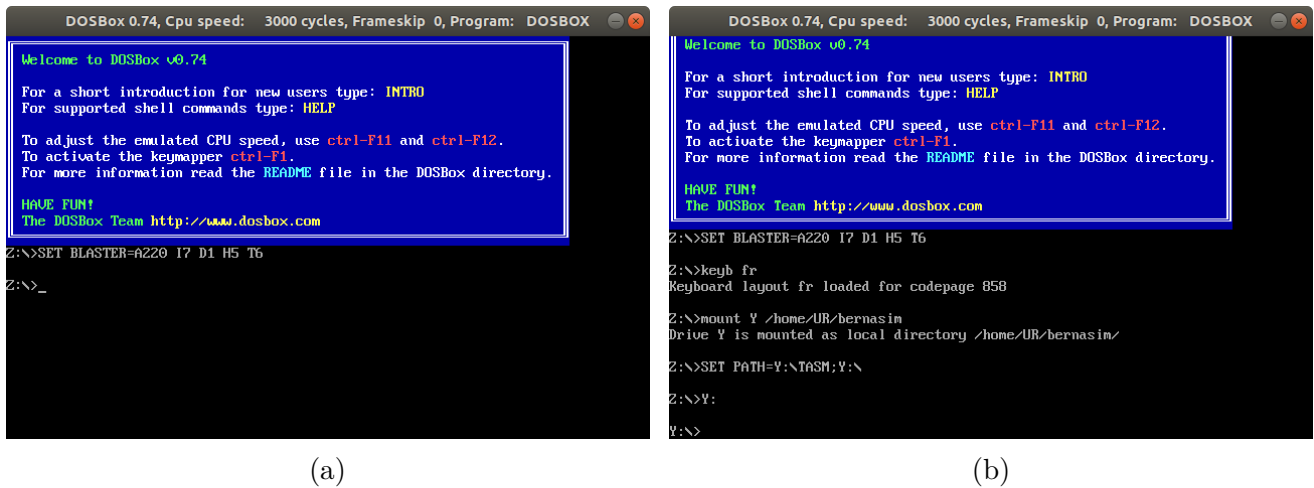 DOSBox 0.74, Cpu speed: 3000 cycles, Frameskip 0, Program: DOSBOX
Welcome to DOSBox v0.74
For a short introduction for new users type: INTRO
For supported shell commands type: HELP
To adjust the emulated CPU speed, use ctrl-F11 and ctrl-F12.
To activate the keymapper ctrl-F1.
For more information read the README file in the DOSBox directory.
HAVE FUN!
The DOSBox Team http://www.dosbox.com
Z:\>SET BLASTER=A220 I7 D1 H5 T6
Z:\>_
(a)
DOSBox 0.74, Cpu speed: 3000 cycles, Frameskip 0, Program: DOSBOX
Welcome to DOSBox v0.74
For a short introduction for new users type: INTRO
For supported shell commands type: HELP
To adjust the emulated CPU speed, use ctrl-F11 and ctrl-F12.
To activate the keymapper ctrl-F1.
For more information read the README file in the DOSBox directory.
HAVE FUN!
The DOSBox Team http://www.dosbox.com
Z:\>SET BLASTER=A220 I7 D1 H5 T6
Z:\>keyb fr
Keyboard layout fr loaded for codepage 858
Z:\>mount Y /home/UR/bernasim
Drive Y is mounted as local directory /home/UR/bernasim/
Z:\>SET PATH=Y:\TASM;Y:\
Z:\>Y:
Y:\>
(b)